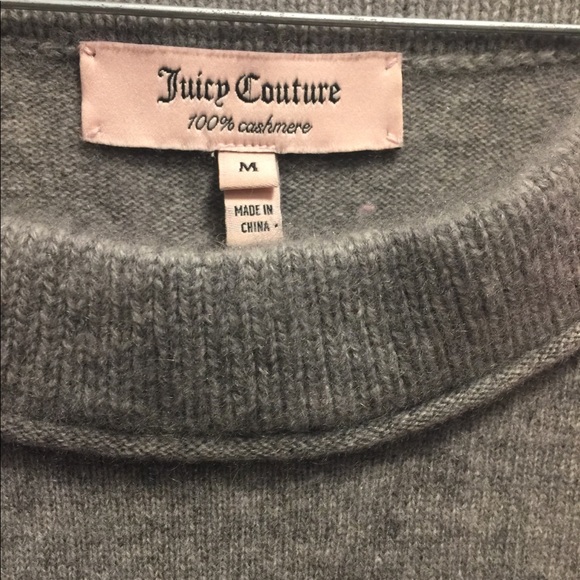 Juicy Couture
100% cashmere
M
MADE IN
CHINA